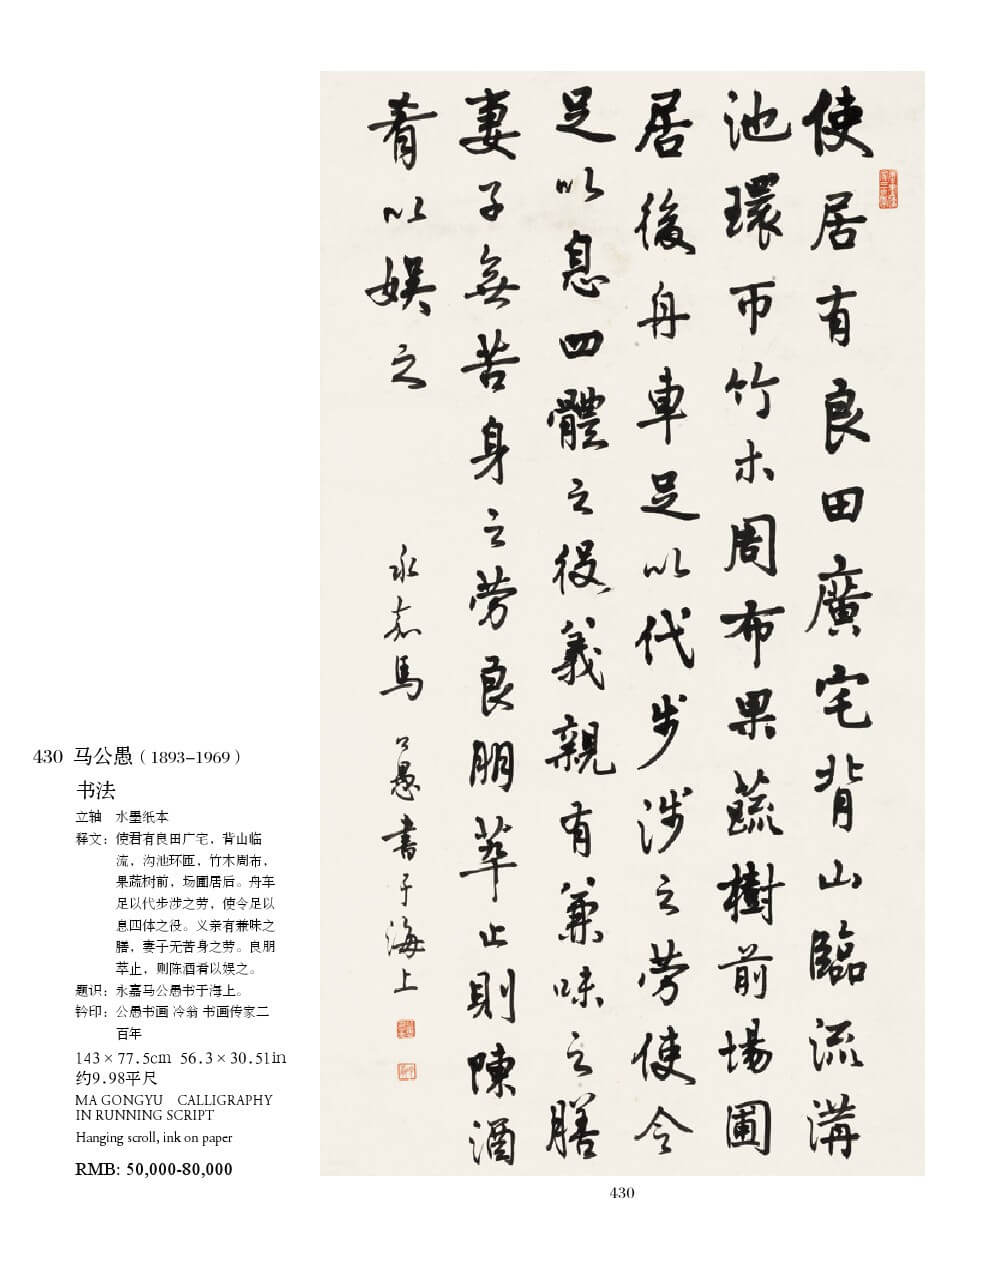 使居有良田廣宅背山臨流溝
池環帀竹木周布果蔬樹前場圃
居後舟車足以代步涉之劳使令
足以息四體之役義親有兼味之膳
妻子無苦身之劳良朋萃止則陳酒
肴以娱之
永嘉馬公愚書于海上
430 马公愚（1893-1969）
书法
立轴　水墨纸本
释文：使君有良田广宅，背山临
流，沟池环匝，竹木周布，
果蔬树前，场圃居后。舟车
足以代步涉之劳，使令足以
息四体之役。义亲有兼味之
膳，妻子无苦身之劳。良朋
萃止，则陈酒肴以娱之。
题识：永嘉马公愚书于海上。
钤印：公愚书画 冷翁 书画传家二
百年
143×77.5cm 56.3×30.51in
约9.98平尺
MA GONGYU CALLIGRAPHY
IN RUNNING SCRIPT
Hanging scroll, ink on paper
RMB: 50,000-80,000
430